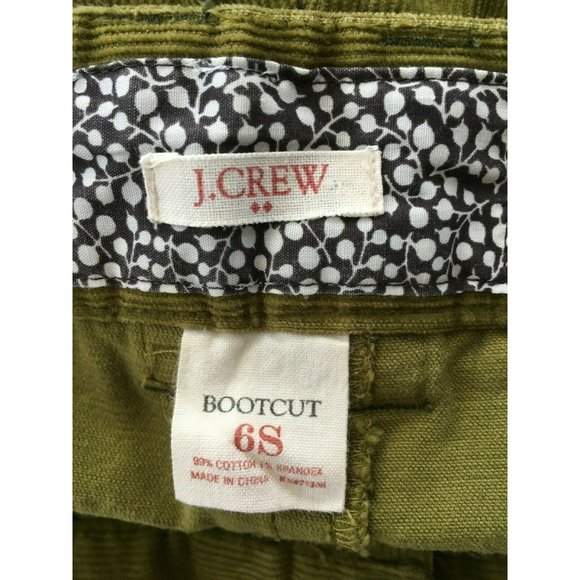 J.CREW
BOOTCUT
6S
99% COTTON 1% SPANDEX
MADE IN CHINA